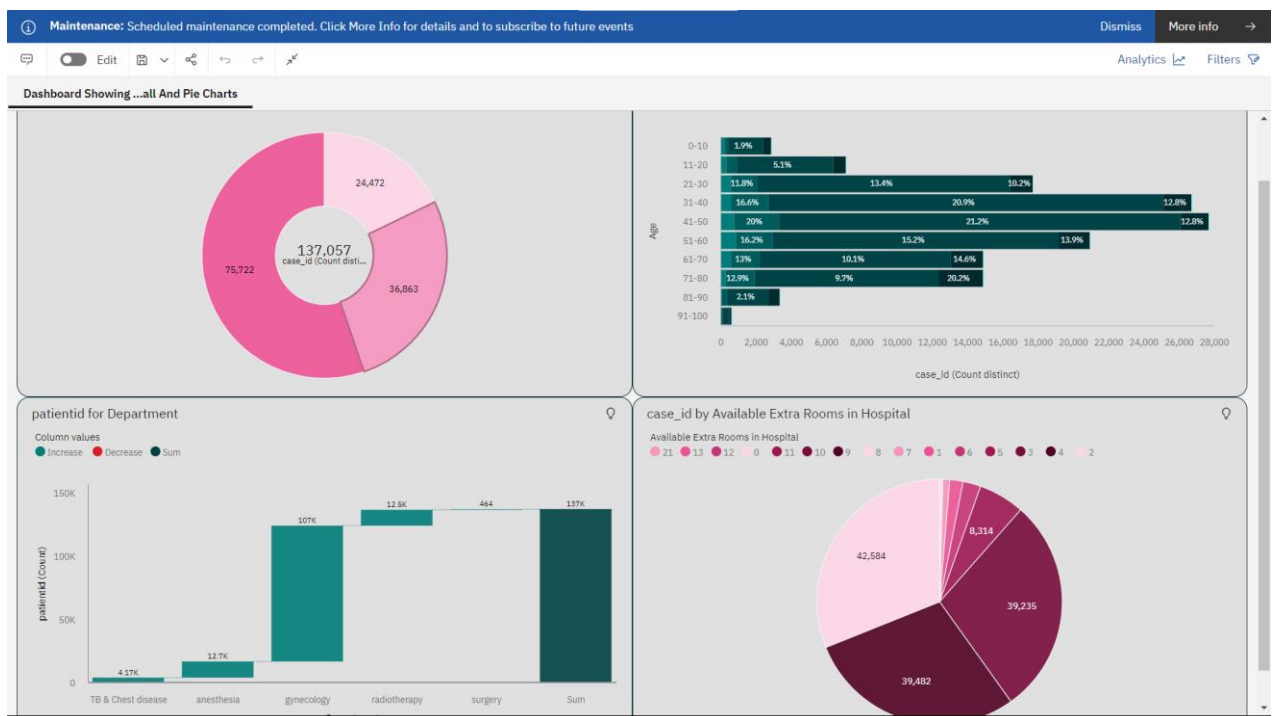 Maintenance: Scheduled maintenance completed. Click More Info for details and to subscribe to future events
Dismiss
More info
Edit
Analytics
Filters
Dashboard Showing ...all And Pie Charts
24,472
137,057
case_id (Count disti...
75,722
36,863
Age
0-10 1.9%
11-20 5.1%
21-30 11.8% 13.4% 10.2%
31-40 16.6% 20.9% 12.8%
41-50 20% 21.2% 12.8%
51-60 16.2% 15.2% 13.9%
61-70 13% 10.1% 14.6%
71-80 12.9% 9.7% 20.2%
81-90 2.1%
91-100
0 2,000 4,000 6,000 8,000 10,000 12,000 14,000 16,000 18,000 20,000 22,000 24,000 26,000 28,000
case_id (Count distinct)
patientid for Department
Column values
Increase Decrease Sum
patientid (Count)
150K
100K
50K
0
4.17K
12.7K
107K
12.5K
464
137K
TB & Chest disease anesthesia gynecology radiotherapy surgery Sum
case_id by Available Extra Rooms in Hospital
Available Extra Rooms in Hospital
21 13 12 0 11 10 9 8 7 1 6 5 3 4 2
8,314
42,584
39,235
39,482